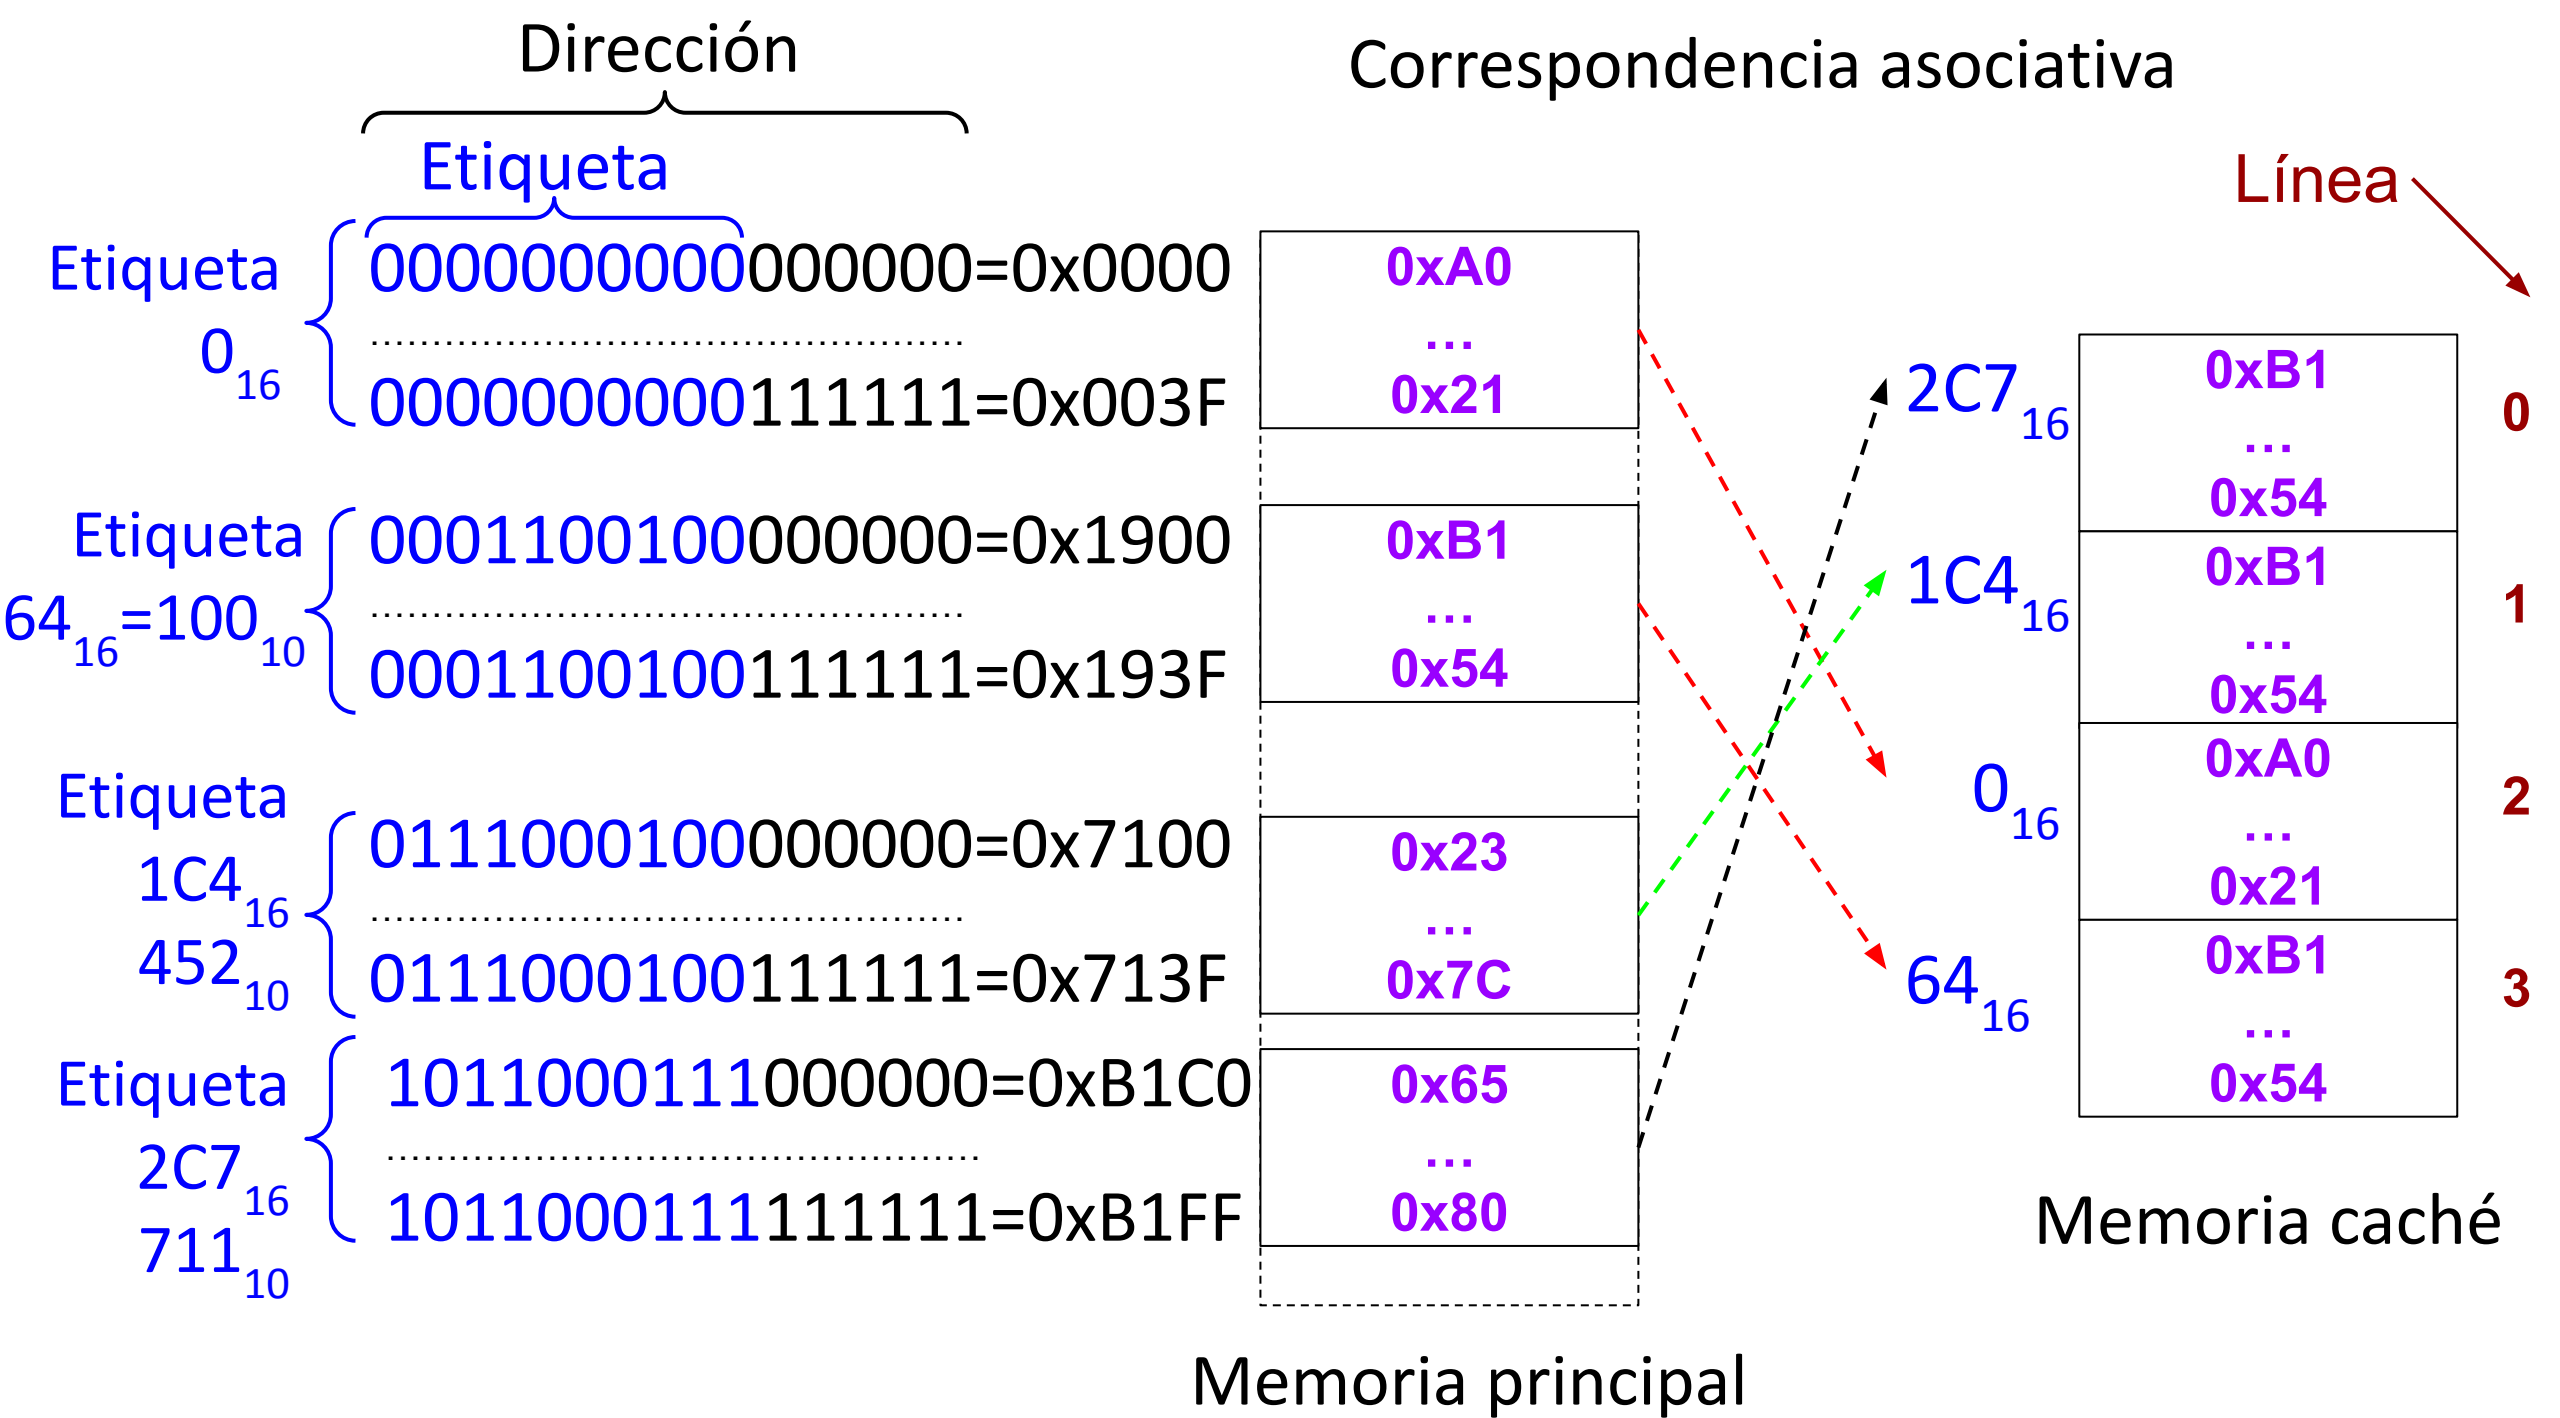 Dirección
Correspondencia asociativa
Etiqueta
Línea
Etiqueta
0₁₆
0000000000000000=0x0000
........................................
0000000000111111=0x003F
0xA0
...
0x21
Etiqueta
64₁₆=100₁₀
0001100100000000=0x1900
........................................
0001100100111111=0x193F
0xB1
...
0x54
Etiqueta
1C4₁₆
452₁₀
0111000100000000=0x7100
........................................
0111000100111111=0x713F
0x23
...
0x7C
Etiqueta
2C7₁₆
711₁₀
1011000111000000=0xB1C0
........................................
1011000111111111=0xB1FF
0x65
...
0x80
Memoria principal
2C7₁₆
0xB1
...
0x54
0
1C4₁₆
0xB1
...
0x54
1
0₁₆
0xA0
...
0x21
2
64₁₆
0xB1
...
0x54
3
Memoria caché